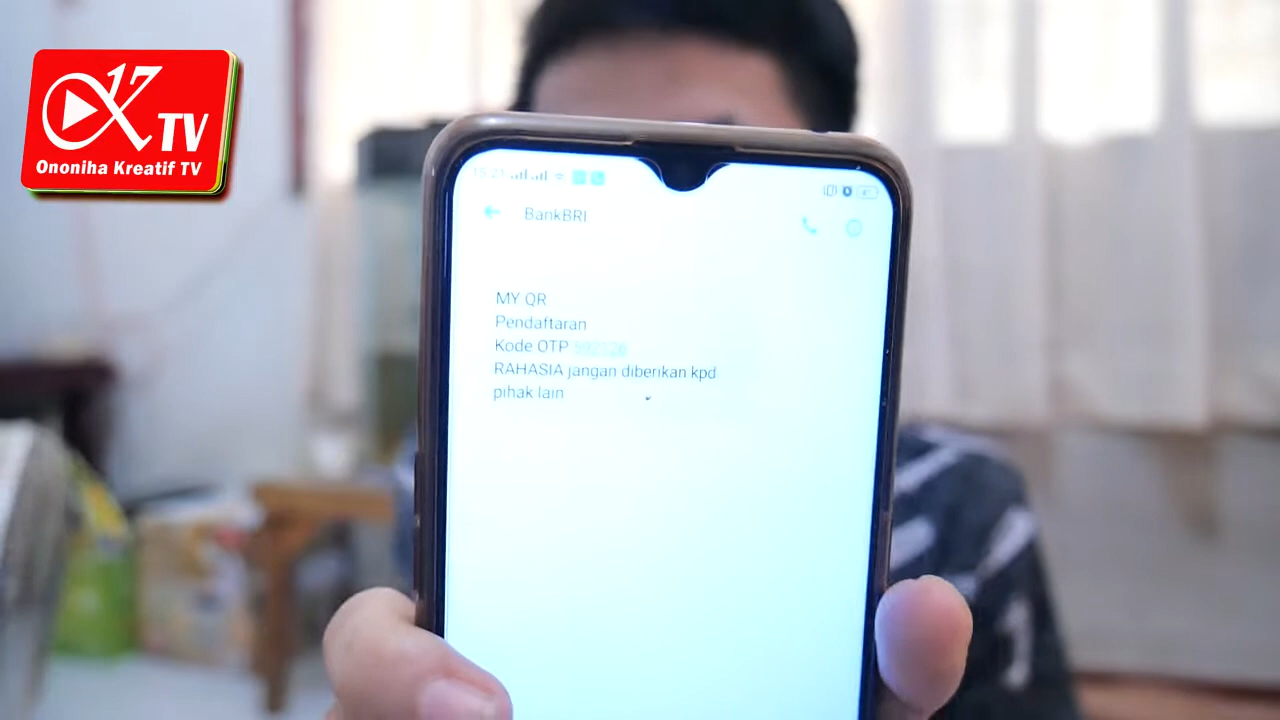 17
TV
Ononiha Kreatif TV
BankBRI
MY QR
Pendaftaran
Kode OTP
RAHASIA jangan diberikan kpd
pihak lain